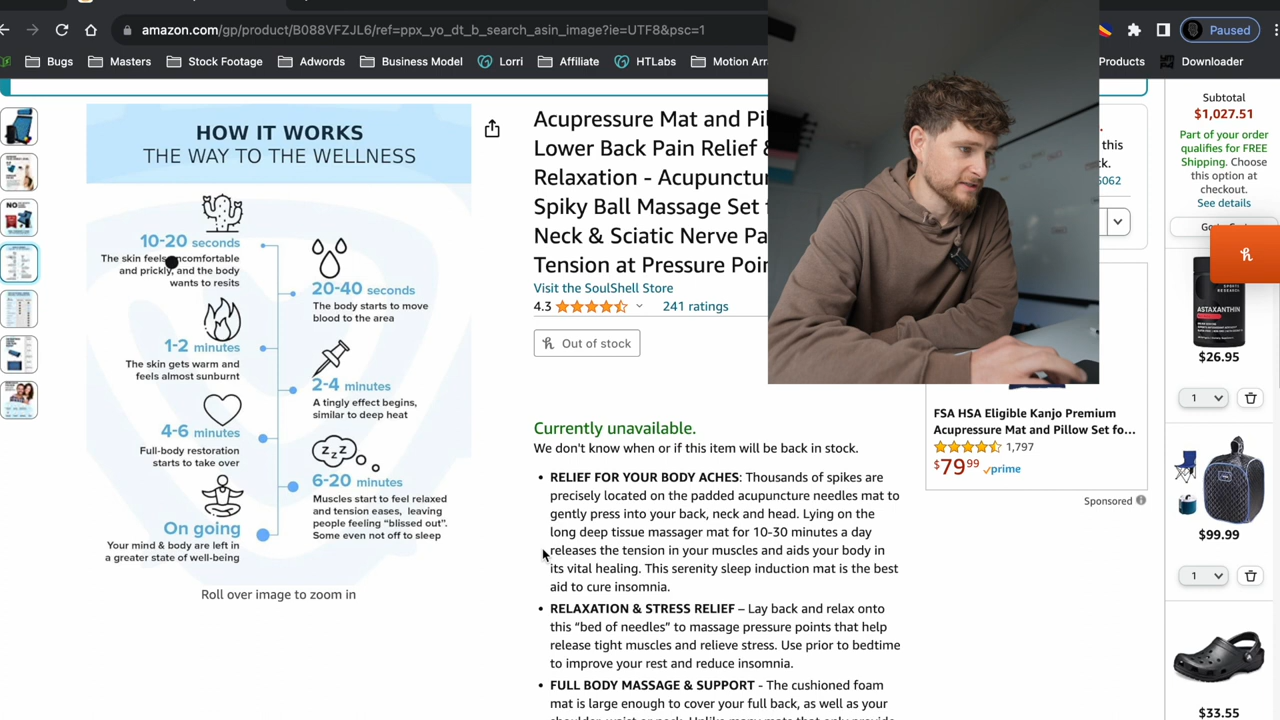 amazon.com/gp/product/B088VFZJL6/ref=ppx_yo_dt_b_search_asin_image?ie=UTF8&psc=1
Paused
Bugs
Masters
Stock Footage
Adwords
Business Model
Lorri
Affiliate
HTLabs
Motion Arr
Products
Downloader
HOW IT WORKS
THE WAY TO THE WELLNESS
10-20 seconds
The skin feels uncomfortable
and prickly, and the body
wants to resits
20-40 seconds
The body starts to move
blood to the area
1-2 minutes
The skin gets warm and
feels almost sunburnt
2-4 minutes
A tingly effect begins,
similar to deep heat
4-6 minutes
Full-body restoration
starts to take over
6-20 minutes
Muscles start to feel relaxed
and tension eases, leaving
people feeling “blissed out”.
Some even not off to sleep
On going
Your mind & body are left in
a greater state of well-being
Roll over image to zoom in
Acupressure Mat and Pil
Lower Back Pain Relief &
Relaxation - Acupunctur
Spiky Ball Massage Set f
Neck & Sciatic Nerve Pa
Tension at Pressure Poin
Visit the SoulShell Store
4.3
241 ratings
Out of stock
Currently unavailable.
We don't know when or if this item will be back in stock.
• RELIEF FOR YOUR BODY ACHES: Thousands of spikes are
precisely located on the padded acupuncture needles mat to
gently press into your back, neck and head. Lying on the
long deep tissue massager mat for 10-30 minutes a day
releases the tension in your muscles and aids your body in
its vital healing. This serenity sleep induction mat is the best
aid to cure insomnia.
• RELAXATION & STRESS RELIEF – Lay back and relax onto
this “bed of needles” to massage pressure points that help
release tight muscles and relieve stress. Use prior to bedtime
to improve your rest and reduce insomnia.
• FULL BODY MASSAGE & SUPPORT - The cushioned foam
mat is large enough to cover your full back, as well as your
this
k.
6062
FSA HSA Eligible Kanjo Premium
Acupressure Mat and Pillow Set fo...
1,797
$79.99 prime
Sponsored
Subtotal
$1,027.51
Part of your order
qualifies for FREE
Shipping. Choose
this option at
checkout.
See details
ASTAXANTHIN
$26.95
1
$99.99
1
$33.55